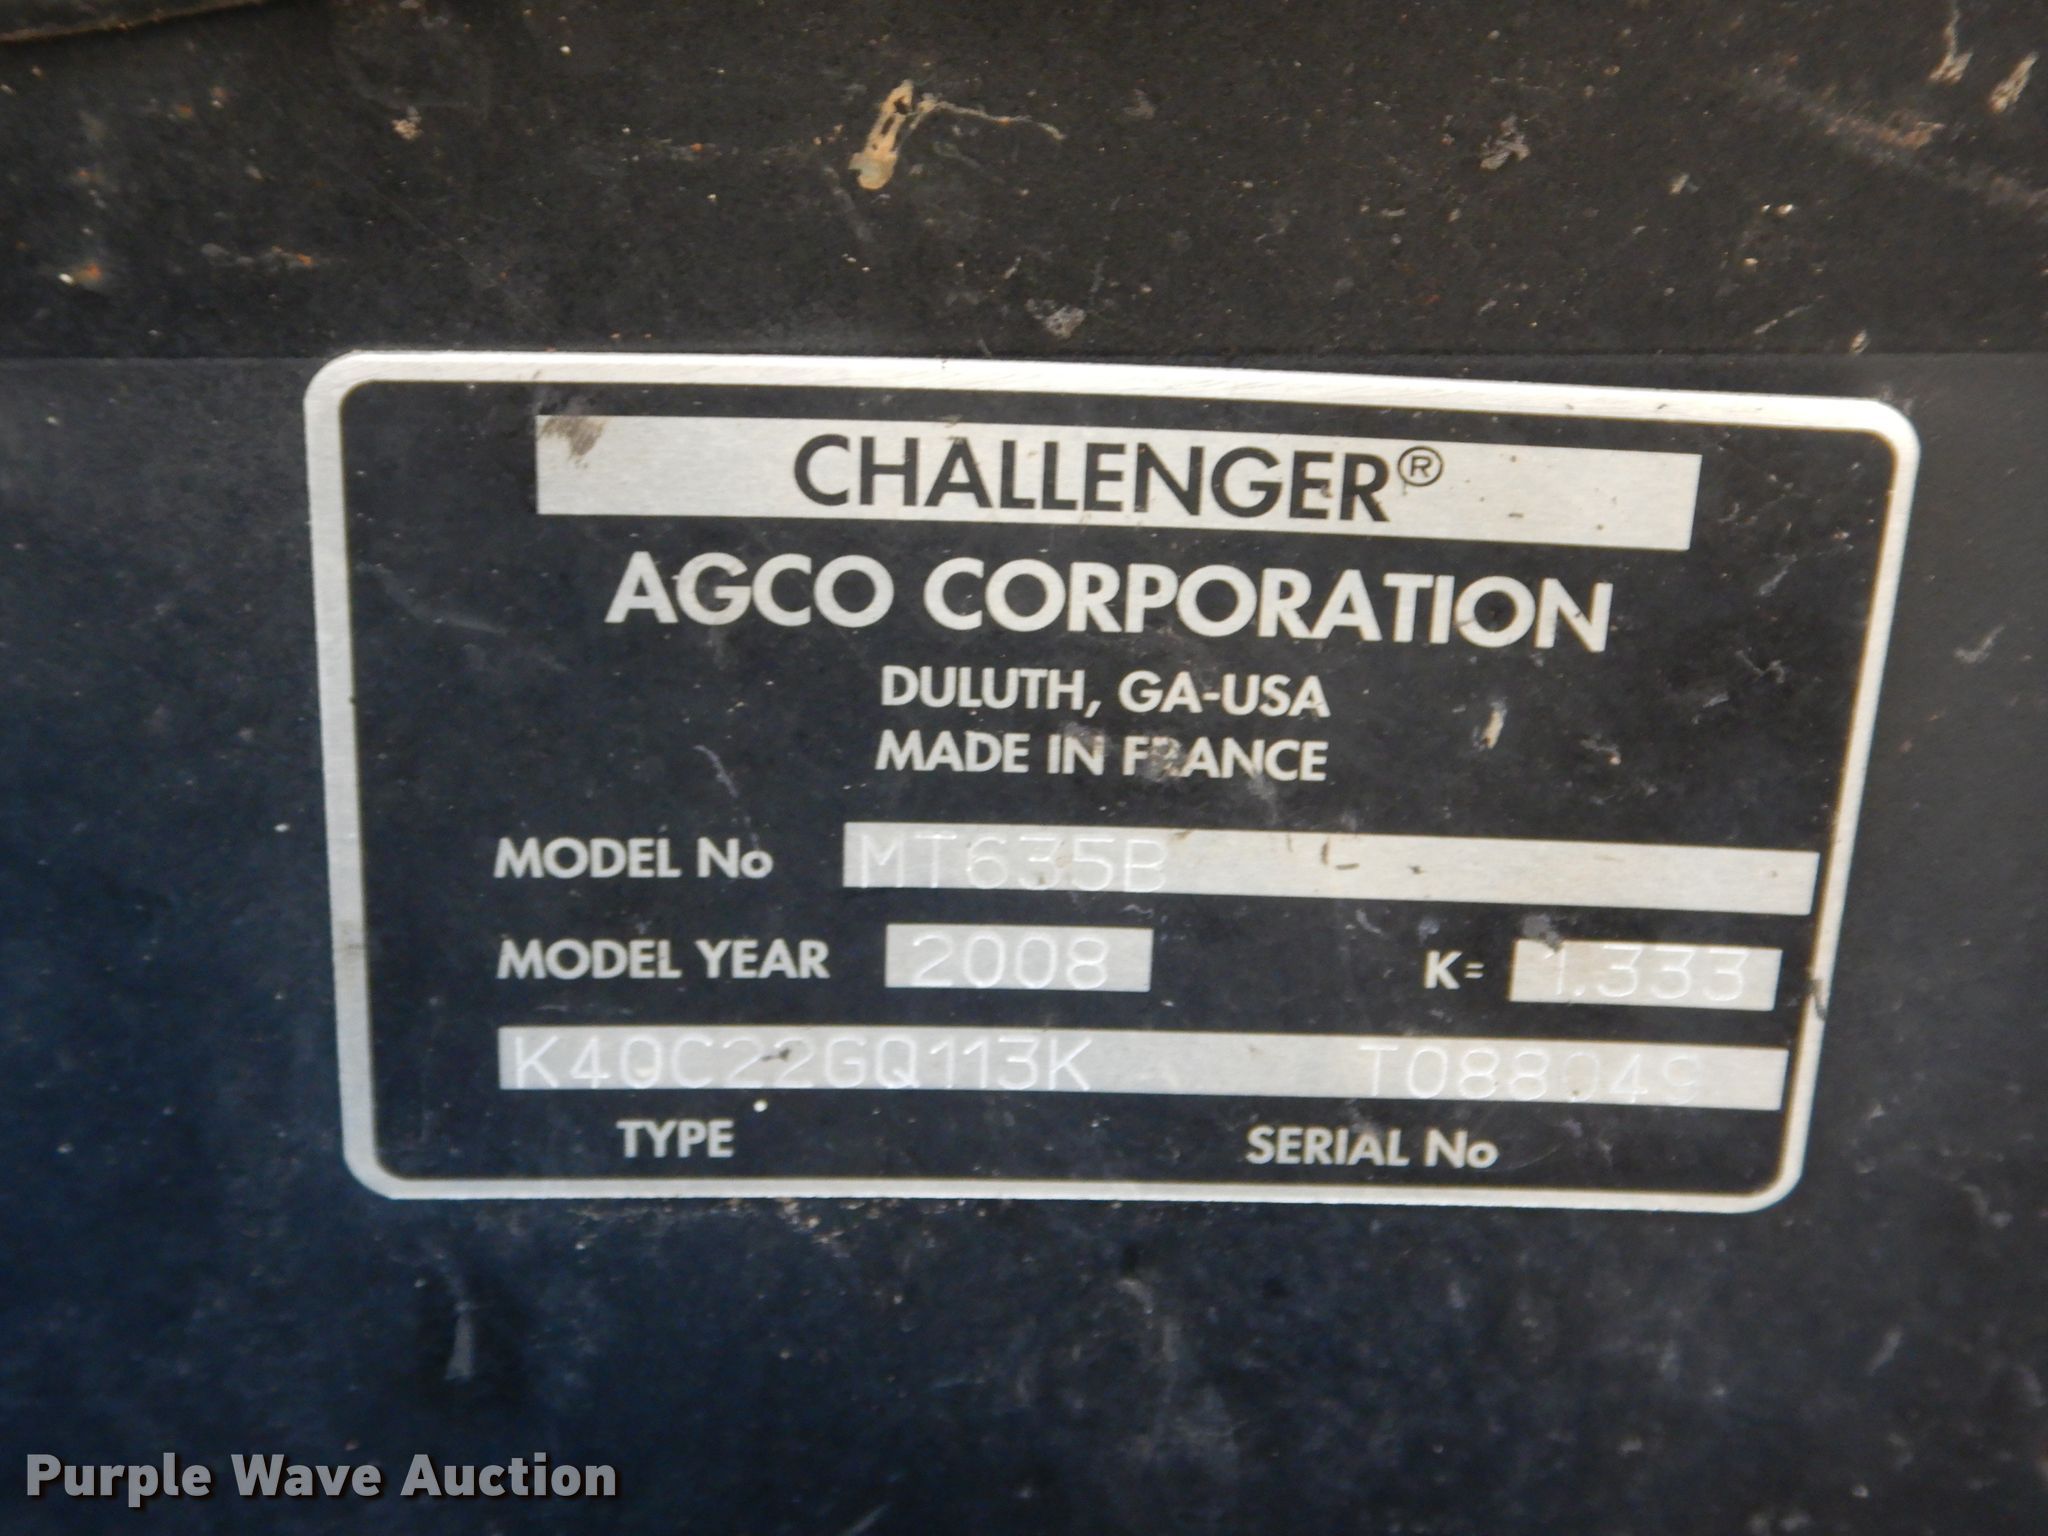 CHALLENGER®
AGCO CORPORATION
DULUTH, GA-USA
MADE IN FRANCE
MODEL No MT635B
MODEL YEAR 2008 K= 1.333
K4QC22GQ113K T088049
TYPE SERIAL No
Purple Wave Auction